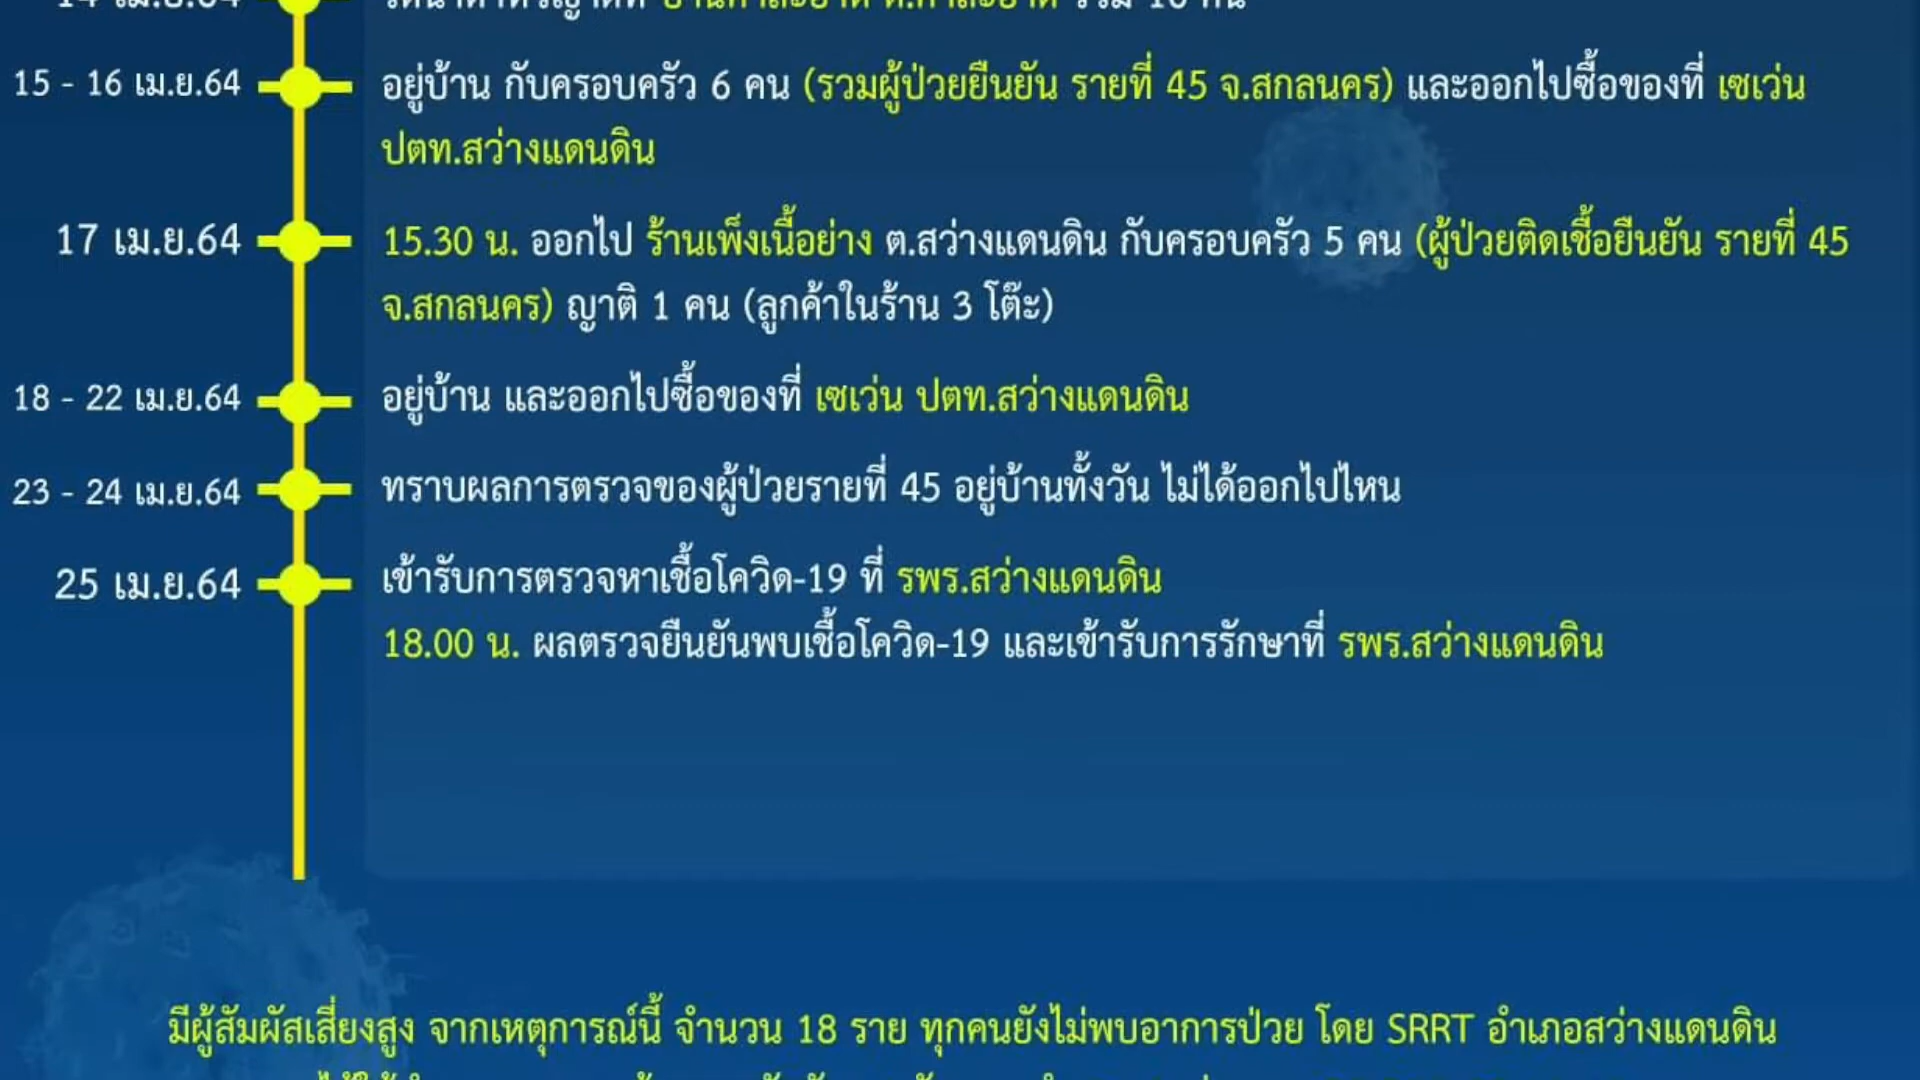 15 - 16 เม.ย.64 อยู่บ้าน กับครอบครัว 6 คน (รวมผู้ป่วยยืนยัน รายที่ 45 จ.สกลนคร) และออกไปซื้อของที่ เซเว่น
ปตท.สว่างแดนดิน
17 เม.ย.64 15.30 น. ออกไป ร้านเพ็งเนื้อย่าง ต.สว่างแดนดิน กับครอบครัว 5 คน (ผู้ป่วยติดเชื้อยืนยัน รายที่ 45
จ.สกลนคร) ญาติ 1 คน (ลูกค้าในร้าน 3 โต๊ะ)
18 - 22 เม.ย.64 อยู่บ้าน และออกไปซื้อของที่ เซเว่น ปตท.สว่างแดนดิน
23 - 24 เม.ย.64 ทราบผลการตรวจของผู้ป่วยรายที่ 45 อยู่บ้านทั้งวัน ไม่ได้ออกไปไหน
25 เม.ย.64 เข้ารับการตรวจหาเชื้อโควิด-19 ที่ รพร.สว่างแดนดิน
18.00 น. ผลตรวจยืนยันพบเชื้อโควิด-19 และเข้ารับการรักษาที่ รพร.สว่างแดนดิน
มีผู้สัมผัสเสี่ยงสูง จากเหตุการณ์นี้ จำนวน 18 ราย ทุกคนยังไม่พบอาการป่วย โดย SRRT อำเภอสว่างแดนดิน